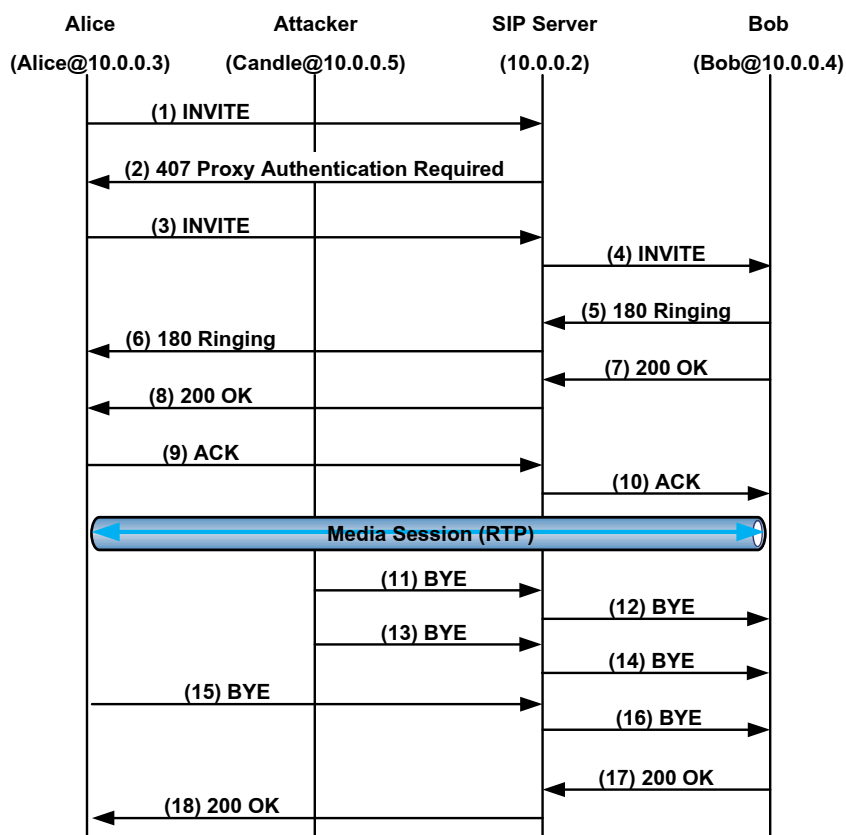 Alice Attacker SIP Server Bob
(Alice@10.0.0.3) (Candle@10.0.0.5) (10.0.0.2) (Bob@10.0.0.4)
(1) INVITE
(2) 407 Proxy Authentication Required
(3) INVITE
(4) INVITE
(5) 180 Ringing
(6) 180 Ringing
(7) 200 OK
(8) 200 OK
(9) ACK
(10) ACK
Media Session (RTP)
(11) BYE
(12) BYE
(13) BYE
(14) BYE
(15) BYE
(16) BYE
(17) 200 OK
(18) 200 OK